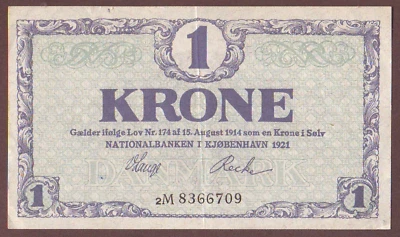 1
KRONE
Gælder ifølge Lov Nr. 174 af 15. August 1914 som en Krone i Sølv
NATIONALBANKEN I KJØBENHAVN 1921
DANMARK
1 2M 8366709 1